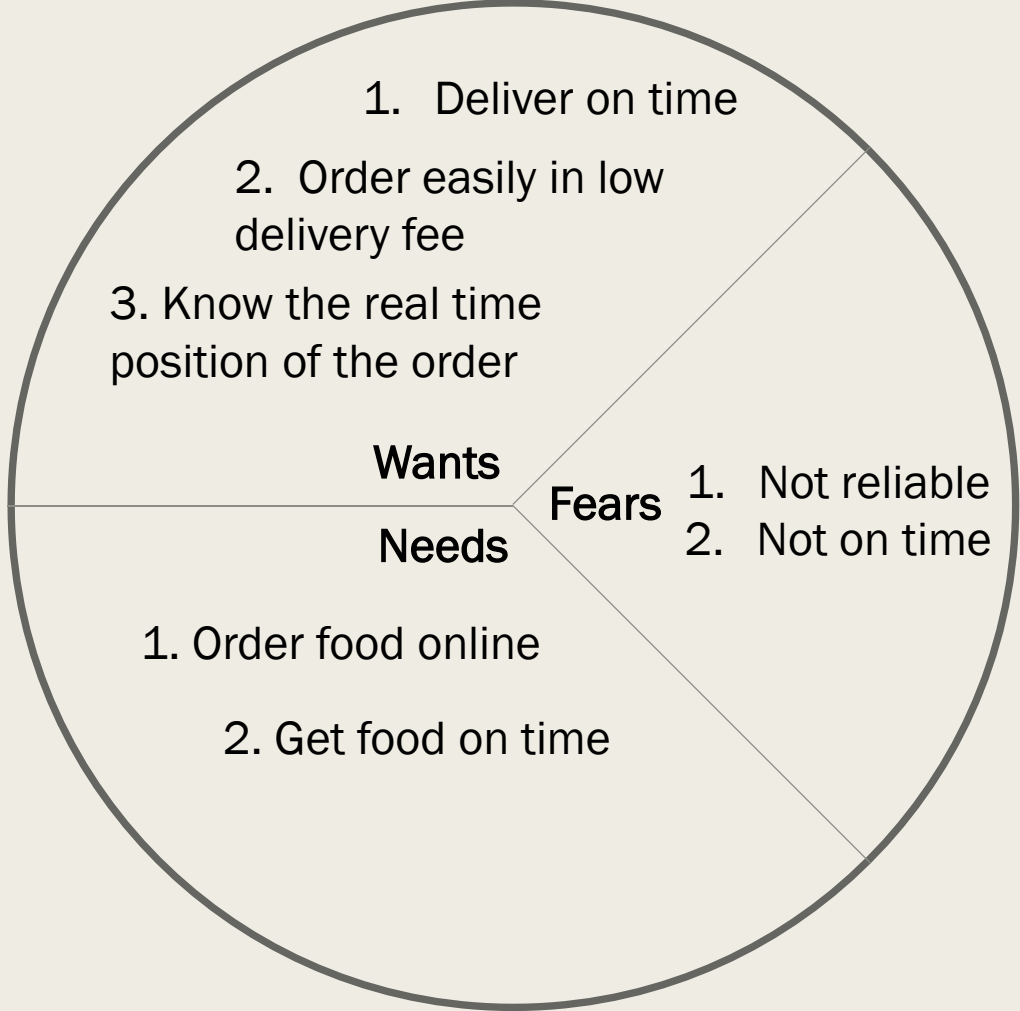 1. Deliver on time
2. Order easily in low
delivery fee
3. Know the real time
position of the order
Wants
Fears
1. Not reliable
2. Not on time
Needs
1. Order food online
2. Get food on time